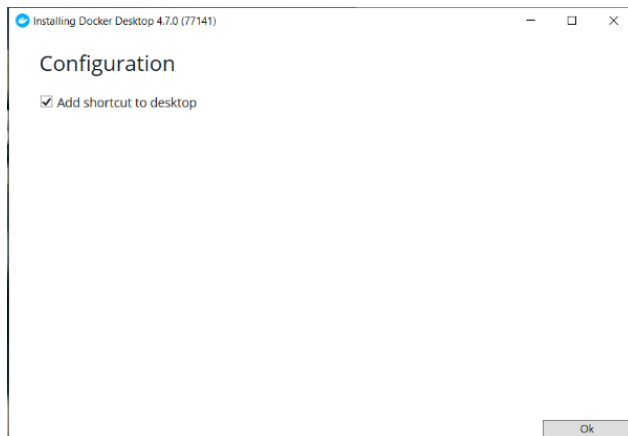 Installing Docker Desktop 4.7.0 (77141)
Configuration
Add shortcut to desktop
Ok